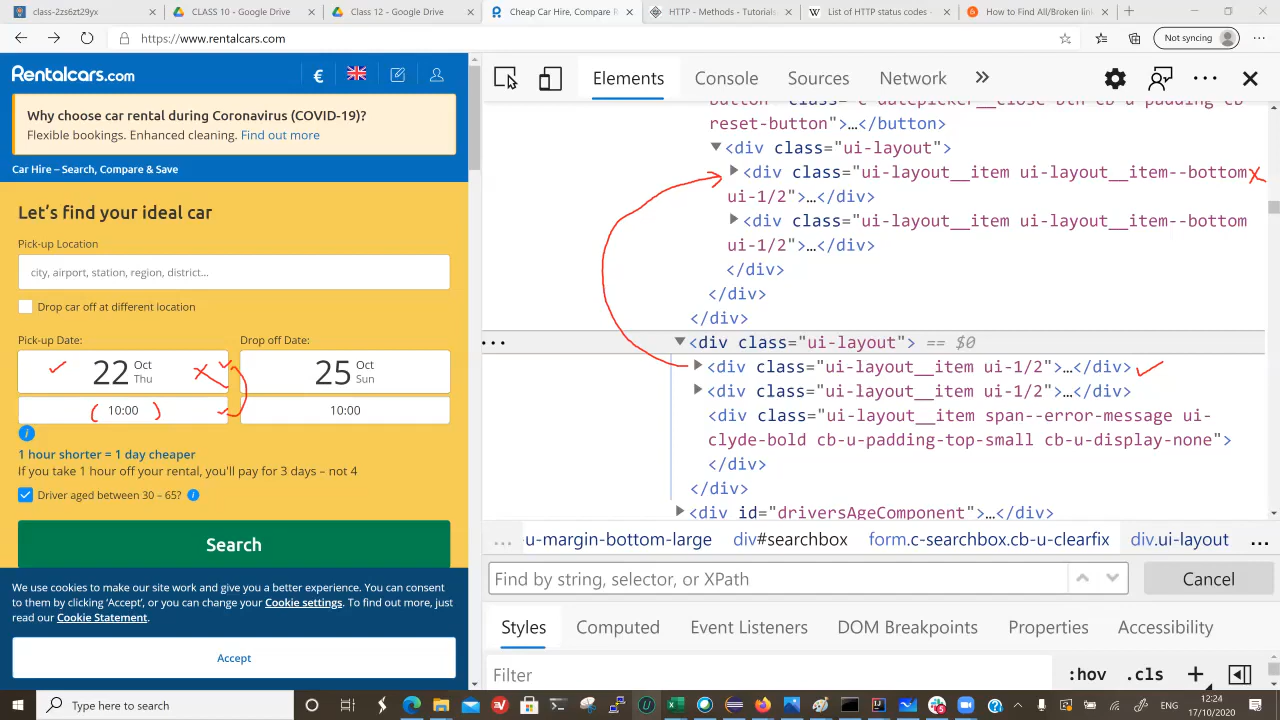 class-2526z57yz
CLASS 10 - Google Drive
Class 12 - Google Drive
Cheap Car Hire, Compare R
HTTP - Methods - Tutorials
List of HTTP status codes -
How to Find All/Broken link
https://www.rentalcars.com
Not syncing
Rentalcars.com
€
Why choose car rental during Coronavirus (COVID-19)?
Flexible bookings. Enhanced cleaning. Find out more
Car Hire – Search, Compare & Save
Let's find your ideal car
Pick-up Location
city, airport, station, region, district...
Drop car off at different location
Pick-up Date:
Drop off Date:
22 Oct Thu
25 Oct Sun
10:00
10:00
1 hour shorter = 1 day cheaper
If you take 1 hour off your rental, you'll pay for 3 days – not 4
Driver aged between 30 – 65?
Search
We use cookies to make our site work and give you a better experience. You can consent
to them by clicking 'Accept', or you can change your Cookie settings. To find out more, just
read our Cookie Statement.
Accept
Elements Console Sources Network
button" class="c-datepicker__close-btn cb-u-padding cb-
reset-button">…</button>
<div class="ui-layout">
<div class="ui-layout__item ui-layout__item--bottom
ui-1/2">…</div>
<div class="ui-layout__item ui-layout__item--bottom
ui-1/2">…</div>
</div>
</div>
</div>
<div class="ui-layout"> == $0
<div class="ui-layout__item ui-1/2">…</div>
<div class="ui-layout__item ui-1/2">…</div>
<div class="ui-layout__item span--error-message ui-
clyde-bold cb-u-padding-top-small cb-u-display-none">
</div>
</div>
<div id="driversAgeComponent">…</div>
... -u-margin-bottom-large div#searchbox form.c-searchbox.cb-u-clearfix div.ui-layout ...
Find by string, selector, or XPath
Cancel
Styles Computed Event Listeners DOM Breakpoints Properties Accessibility
Filter
:hov .cls
Type here to search
12:24
17/10/2020